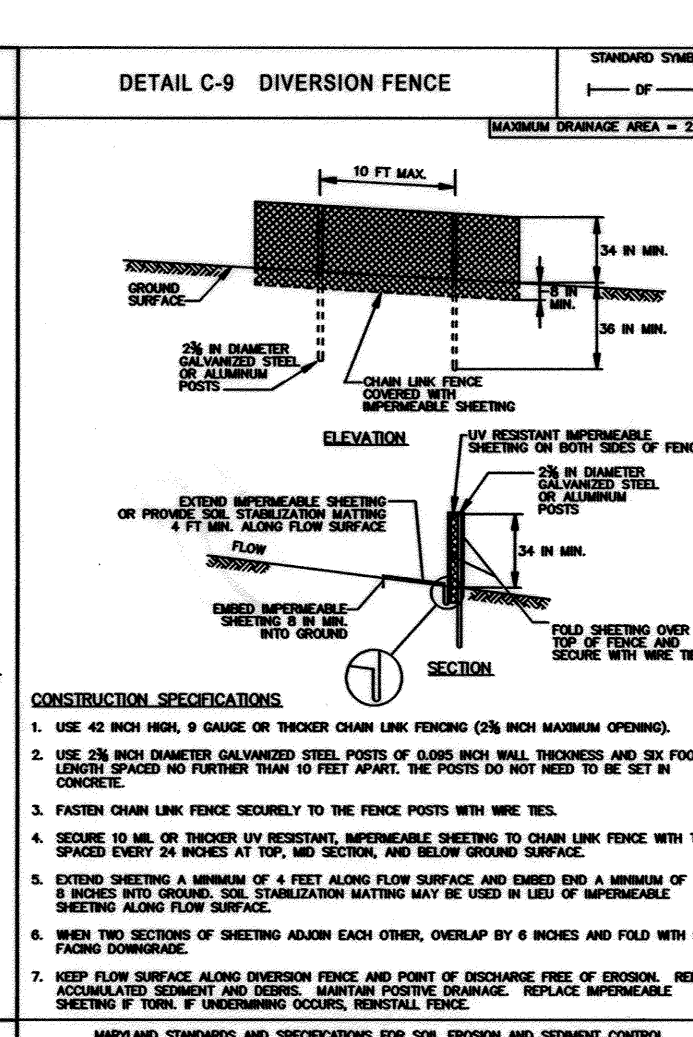 DETAIL C-9 DIVERSION FENCE
STANDARD SYMB
DF
MAXIMUM DRAINAGE AREA = 2
10 FT MAX.
34 IN MIN.
GROUND
SURFACE
8 IN
MIN.
36 IN MIN.
2⅜ IN DIAMETER
GALVANIZED STEEL
OR ALUMINUM
POSTS
CHAIN LINK FENCE
COVERED WITH
IMPERMEABLE SHEETING
ELEVATION
UV RESISTANT IMPERMEABLE
SHEETING ON BOTH SIDES OF FENC
2⅜ IN DIAMETER
GALVANIZED STEEL
OR ALUMINUM
POSTS
EXTEND IMPERMEABLE SHEETING
OR PROVIDE SOIL STABILIZATION MATTING
4 FT MIN. ALONG FLOW SURFACE
FLOW
34 IN MIN.
EMBED IMPERMEABLE
SHEETING 8 IN MIN.
INTO GROUND
FOLD SHEETING OVER
TOP OF FENCE AND
SECURE WITH WIRE TIE
SECTION
CONSTRUCTION SPECIFICATIONS
1. USE 42 INCH HIGH, 9 GAUGE OR THICKER CHAIN LINK FENCING (2⅜ INCH MAXIMUM OPENING).
2. USE 2⅜ INCH DIAMETER GALVANIZED STEEL POSTS OF 0.095 INCH WALL THICKNESS AND SIX FOO
LENGTH SPACED NO FURTHER THAN 10 FEET APART. THE POSTS DO NOT NEED TO BE SET IN
CONCRETE.
3. FASTEN CHAIN LINK FENCE SECURELY TO THE FENCE POSTS WITH WIRE TIES.
4. SECURE 10 MIL OR THICKER UV RESISTANT, IMPERMEABLE SHEETING TO CHAIN LINK FENCE WITH T
SPACED EVERY 24 INCHES AT TOP, MID SECTION, AND BELOW GROUND SURFACE.
5. EXTEND SHEETING A MINIMUM OF 4 FEET ALONG FLOW SURFACE AND EMBED END A MINIMUM OF
8 INCHES INTO GROUND. SOIL STABILIZATION MATTING MAY BE USED IN LIEU OF IMPERMEABLE
SHEETING ALONG FLOW SURFACE.
6. WHEN TWO SECTIONS OF SHEETING ADJOIN EACH OTHER, OVERLAP BY 6 INCHES AND FOLD WITH
FACING DOWNGRADE.
7. KEEP FLOW SURFACE ALONG DIVERSION FENCE AND POINT OF DISCHARGE FREE OF EROSION. RE
ACCUMULATED SEDIMENT AND DEBRIS. MAINTAIN POSITIVE DRAINAGE. REPLACE IMPERMEABLE
SHEETING IF TORN. IF UNDERMINING OCCURS, REINSTALL FENCE.
MARYLAND STANDARDS AND SPECIFICATIONS FOR SOIL EROSION AND SEDIMENT CONTROL